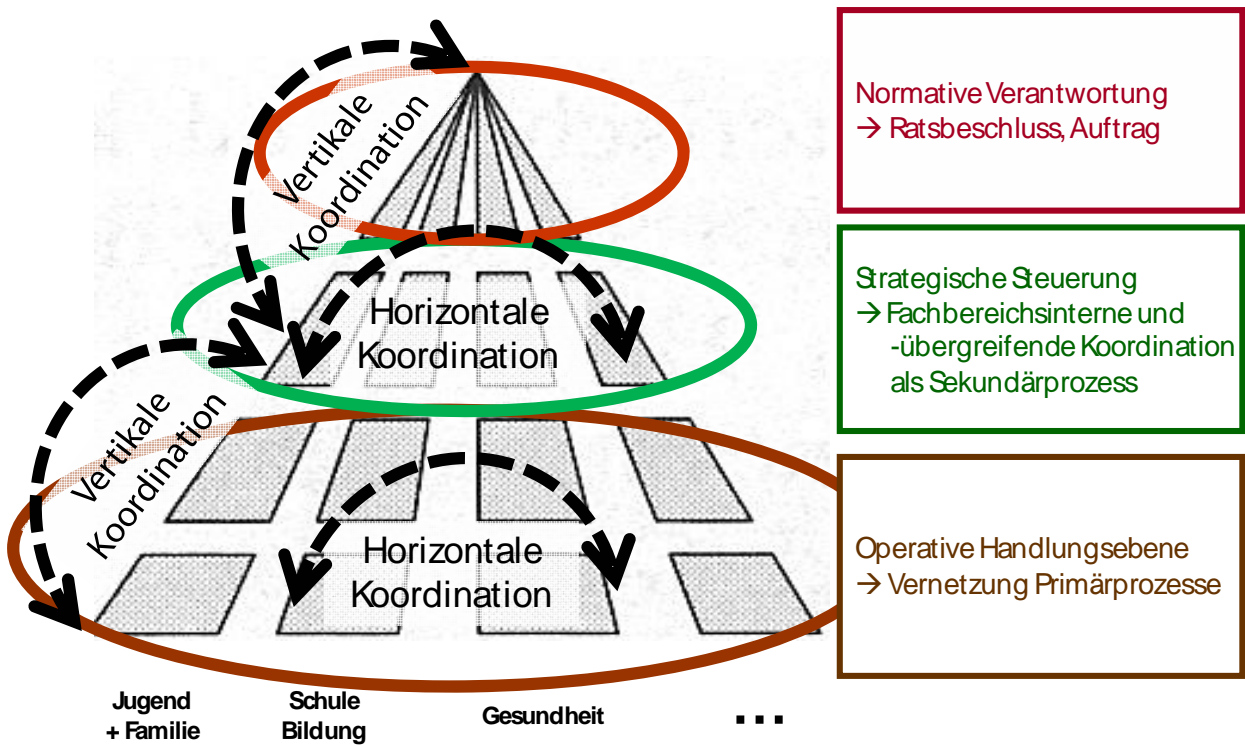 Vertikale
Koordination
Normative Verantwortung
→ Ratsbeschluss, Auftrag
Horizontale
Koordination
Strategische Steuerung
→ Fachbereichsinterne und
-übergreifende Koordination
als Sekundärprozess
Vertikale
Koordination
Horizontale
Koordination
Operative Handlungsebene
→ Vernetzung Primärprozesse
Jugend
+ Familie
Schule
Bildung
Gesundheit
...